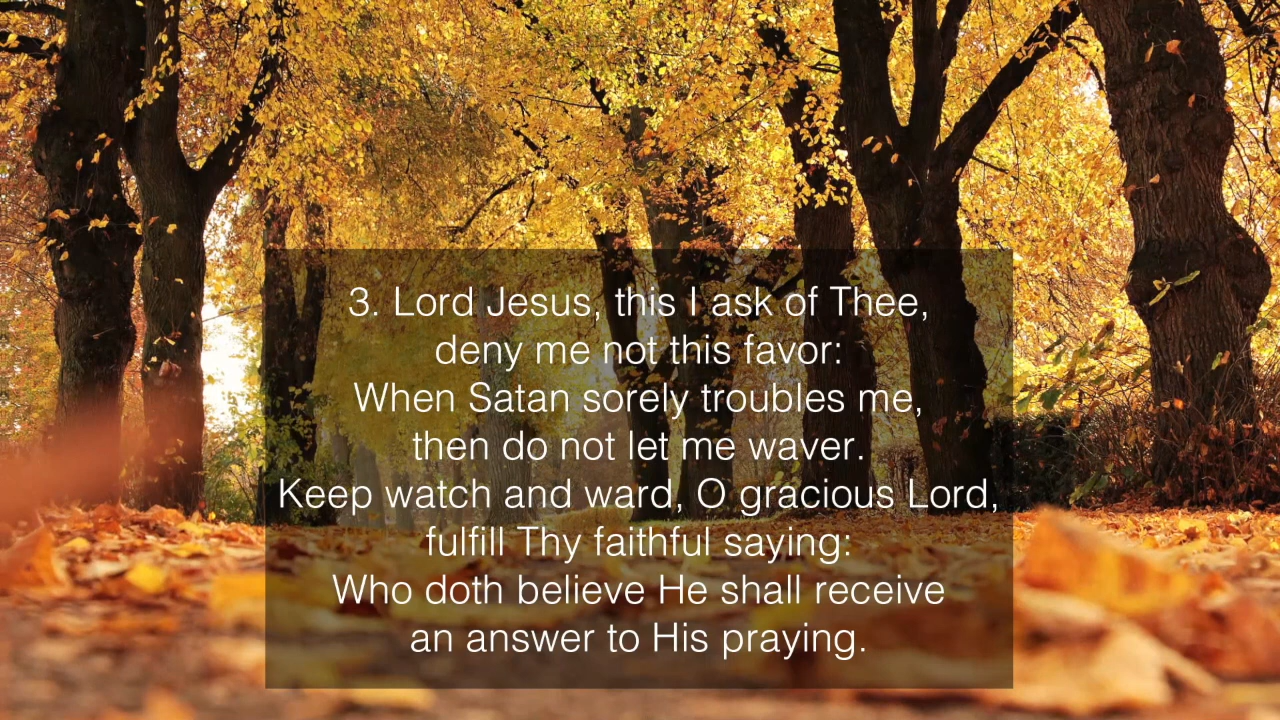 3. Lord Jesus, this I ask of Thee,
deny me not this favor:
When Satan sorely troubles me,
then do not let me waver.
Keep watch and ward, O gracious Lord,
fulfill Thy faithful saying:
Who doth believe He shall receive
an answer to His praying.